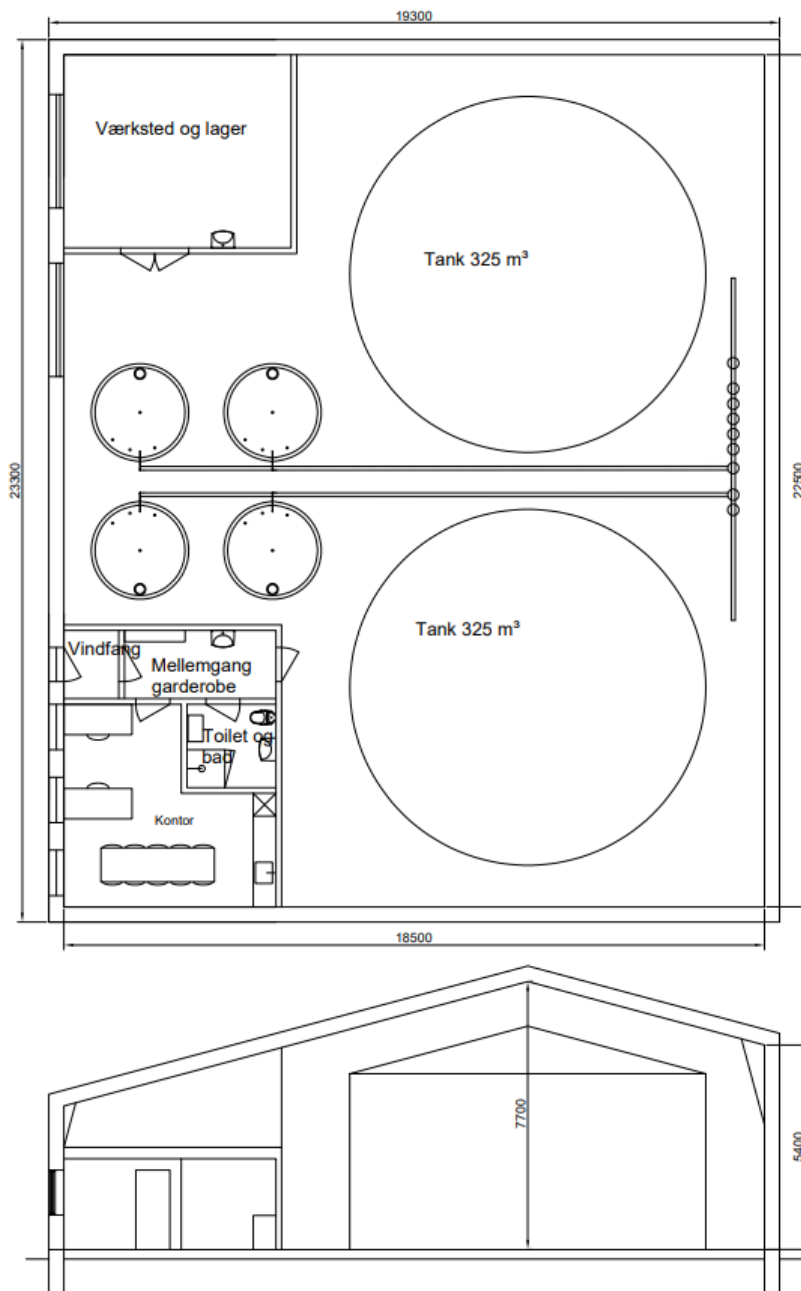 19300
Værksted og lager
Tank 325 m³
23300
22500
Tank 325 m³
Vindfang
Mellemgang
garderobe
Toilet og
bad
Kontor
18500
7700
5400